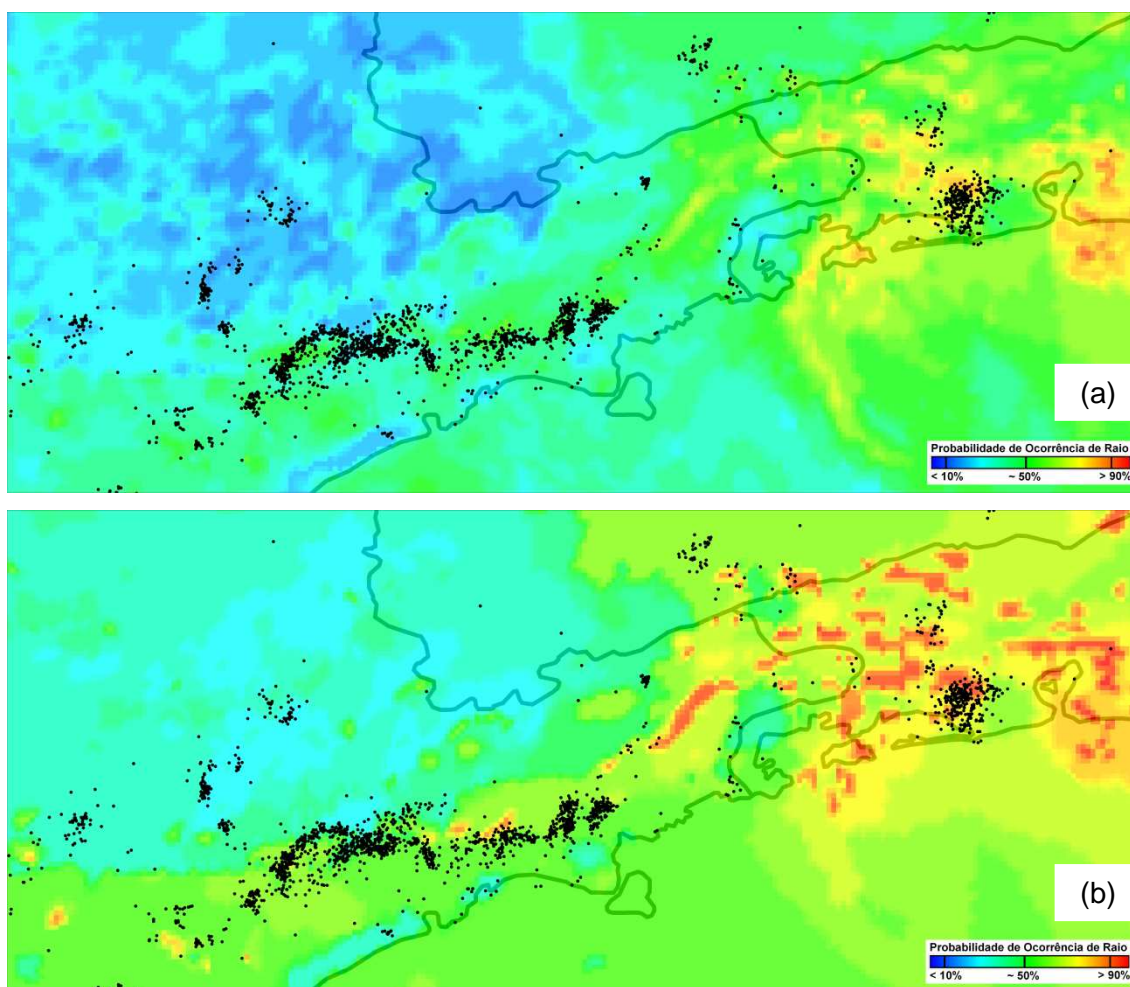 (a)
Probabilidade de Ocorrência de Raio
< 10% ~ 50% > 90%
(b)
Probabilidade de Ocorrência de Raio
< 10% ~ 50% > 90%